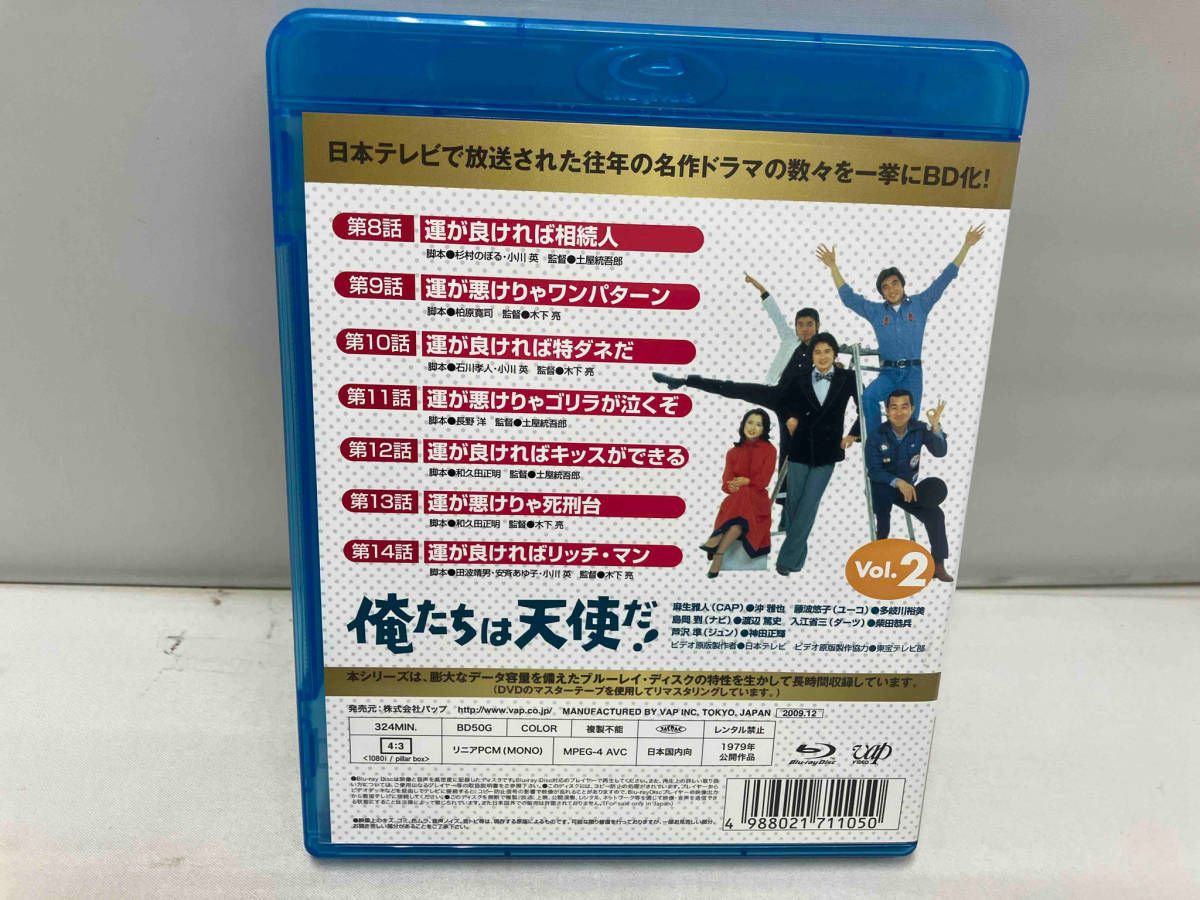 日本テレビで放送された往年の名作ドラマの数々を一挙にBD化!
第8話 運が良ければ相続人
脚本●杉村のぼる・小川 英 監督●土屋統吾郎
第9話 運が悪けりゃワンパターン
脚本●柏原寛司 監督●木下 亮
第10話 運が良ければ特ダネだ
脚本●石川孝人・小川 英 監督●木下 亮
第11話 運が悪けりゃゴリラが泣くぞ
脚本●長野 洋 監督●土屋統吾郎
第12話 運が良ければキッスができる
脚本●和久田正明 監督●土屋統吾郎
第13話 運が悪けりゃ死刑台
脚本●和久田正明 監督●木下 亮
第14話 運が良ければリッチ・マン
脚本●田波靖男・安斉あゆ子・小川 英 監督●木下 亮
Vol.2
俺たちは天使だ!
麻生雅人(CAP)●沖 雅也 藤波悠子(ユーコ)●多岐川裕美
島岡 到(ナビ)●渡辺篤史 入江省三(ダーツ)●柴田恭兵
芦沢 準(ジュン)●神田正輝
ビデオ原版製作者●日本テレビ ビデオ原版製作協力●東宝テレビ部
本シリーズは、膨大なデータ容量を備えたブルーレイ・ディスクの特性を生かして長時間収録しています。
(DVDのマスターテープを使用してリマスタリングしています。)
発売元:株式会社バップ http://www.vap.co.jp/ MANUFACTURED BY VAP INC. TOKYO, JAPAN 2009.12
324MIN. BD50G COLOR 複製不能 レンタル禁止
4:3 <1080i / pillar box> リニアPCM(MONO) MPEG-4 AVC 日本国内向 1979年公開作品
Blu-ray Disc vap VIDEO
4 988021 711050